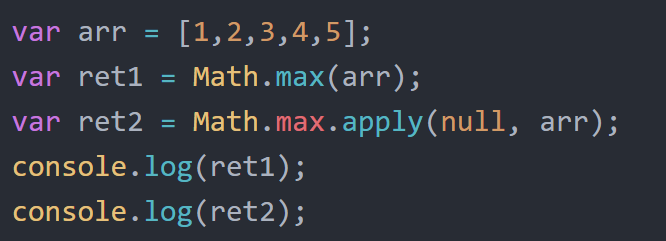 var arr = [1,2,3,4,5];
var ret1 = Math.max(arr);
var ret2 = Math.max.apply(null, arr);
console.log(ret1);
console.log(ret2);